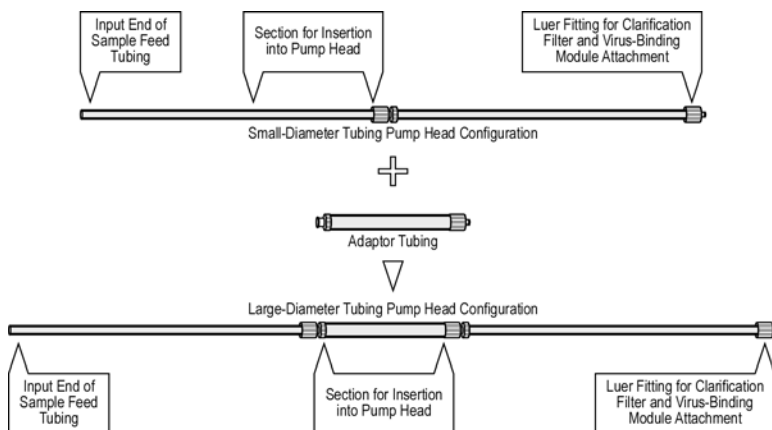 Input End of
Sample Feed
Tubing
Section for Insertion
into Pump Head
Luer Fitting for Clarification
Filter and Virus-Binding
Module Attachment
Small-Diameter Tubing Pump Head Configuration
Adaptor Tubing
Large-Diameter Tubing Pump Head Configuration
Input End of
Sample Feed
Tubing
Section for Insertion
into Pump Head
Luer Fitting for Clarification
Filter and Virus-Binding
Module Attachment